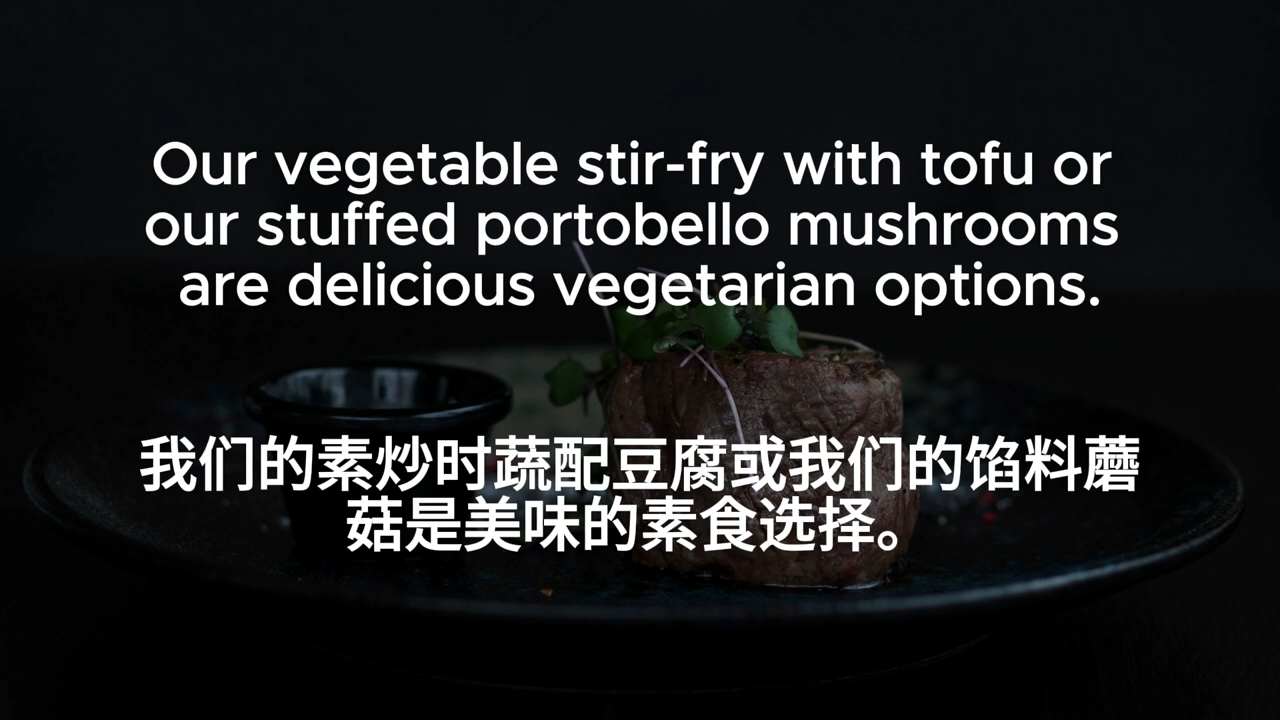 Our vegetable stir-fry with tofu or
our stuffed portobello mushrooms
are delicious vegetarian options.
我们的素炒时蔬配豆腐或我们的馅料蘑
菇是美味的素食选择。